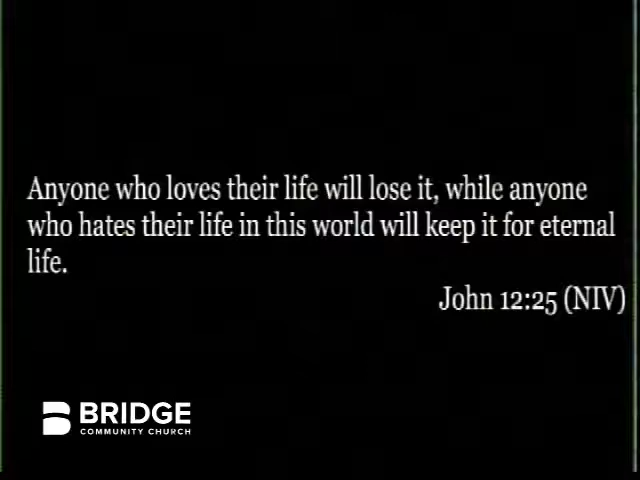 Anyone who loves their life will lose it, while anyone
who hates their life in this world will keep it for eternal
life.
John 12:25 (NIV)
BRIDGE
COMMUNITY CHURCH